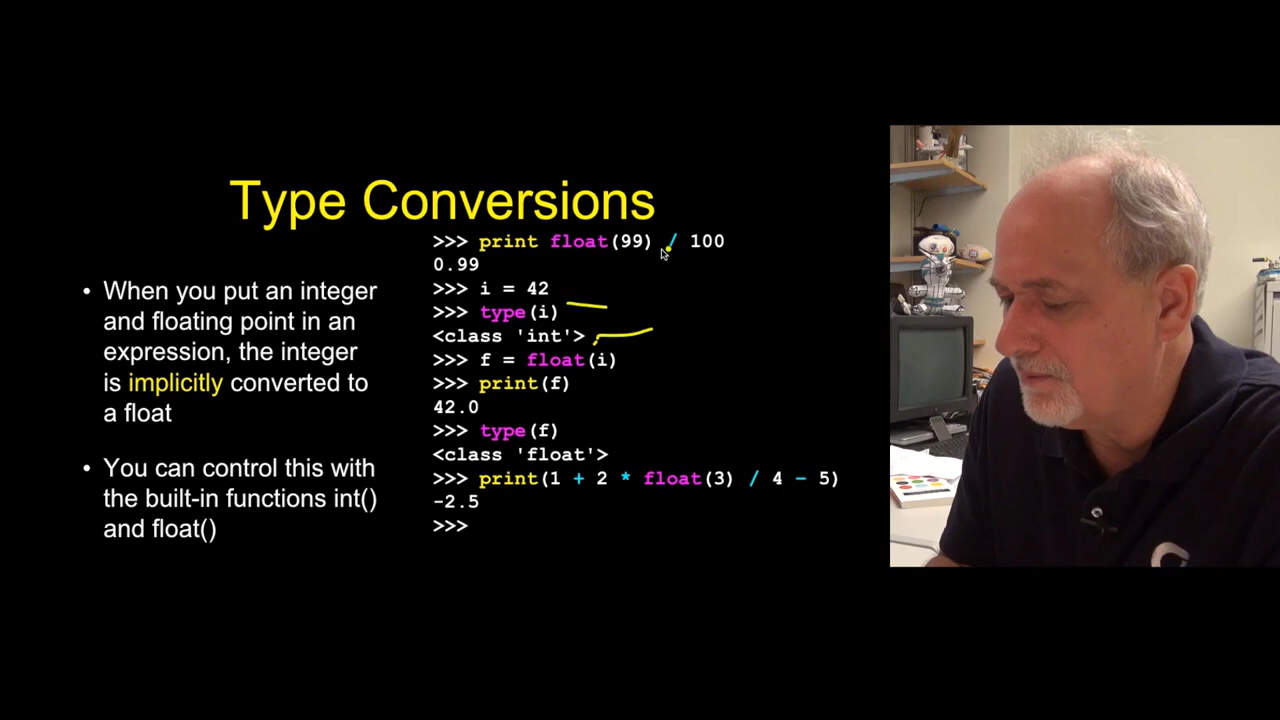 Type Conversions
• When you put an integer
and floating point in an
expression, the integer
is implicitly converted to
a float
• You can control this with
the built-in functions int()
and float()
>>> print float(99) / 100
0.99
>>> i = 42
>>> type(i)
<class 'int'>
>>> f = float(i)
>>> print(f)
42.0
>>> type(f)
<class 'float'>
>>> print(1 + 2 * float(3) / 4 - 5)
-2.5
>>>